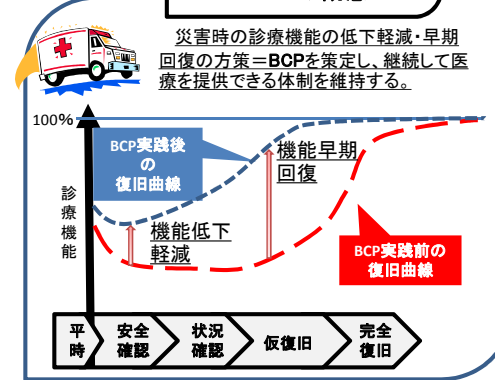 災害時の診療機能の低下軽減・早期
回復の方策＝BCPを策定し、継続して医
療を提供できる体制を維持する。
100%
BCP実践後
の
復旧曲線
機能早期
回復
診療機能
機能低下
軽減
BCP実践前の
復旧曲線
平時
安全
確認
状況
確認
仮復旧
完全
復旧